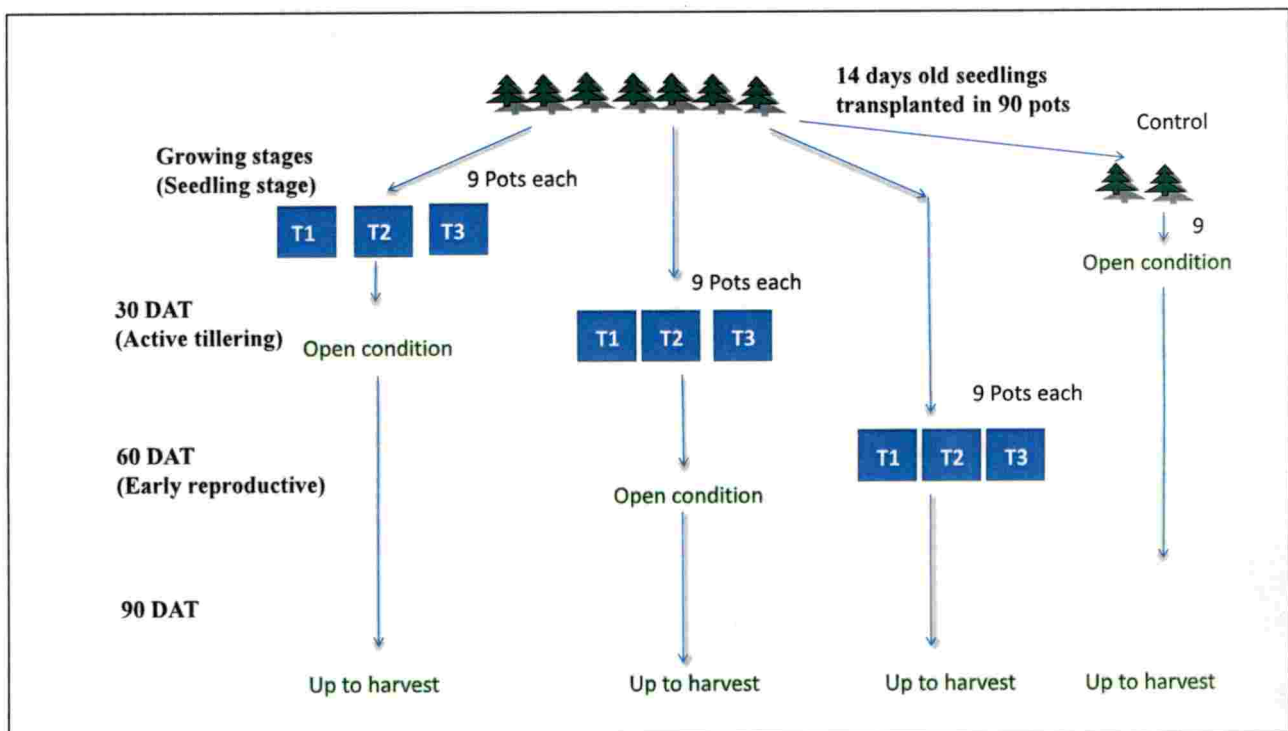 14 days old seedlings
transplanted in 90 pots
Control
Growing stages
(Seedling stage)
9 Pots each
T1 T2 T3
9
Open condition
30 DAT
(Active tillering)
Open condition
9 Pots each
T1 T2 T3
9 Pots each
60 DAT
(Early reproductive)
T1 T2 T3
Open condition
90 DAT
Up to harvest
Up to harvest
Up to harvest
Up to harvest